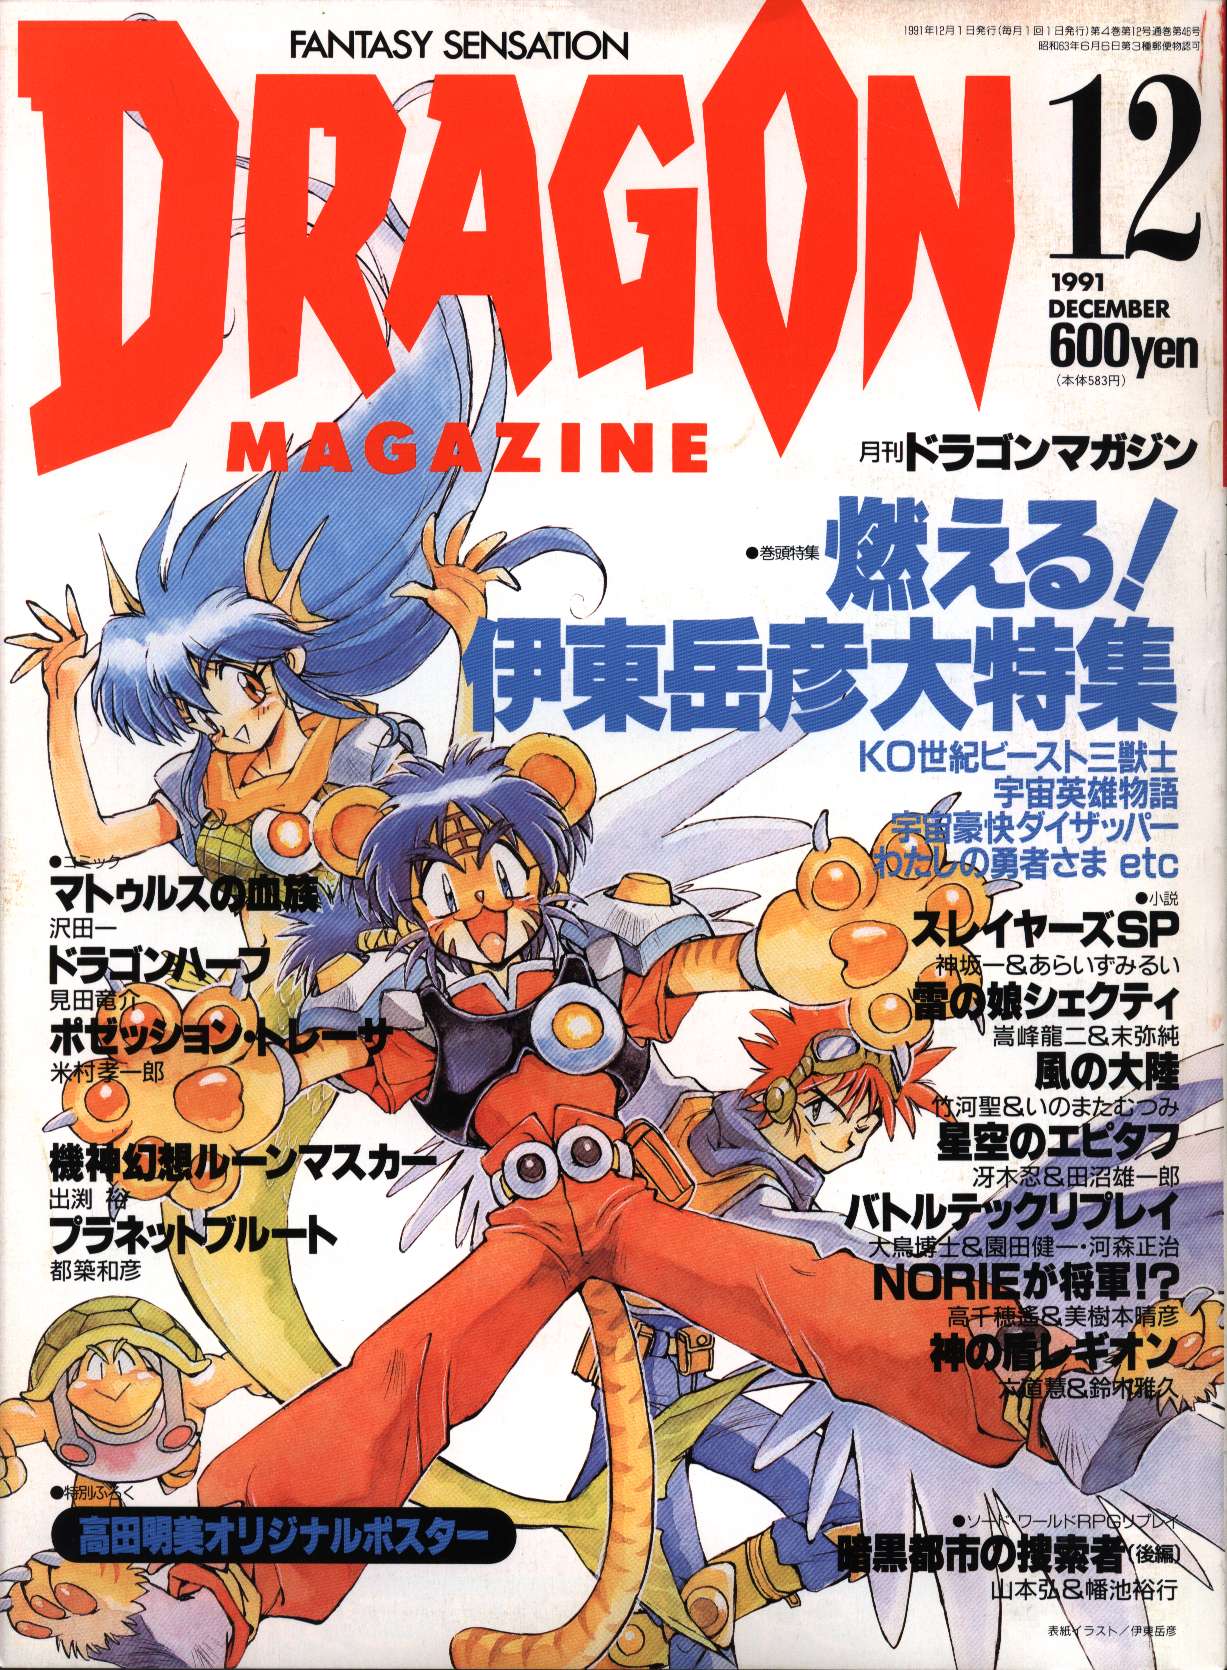 1991年12月1日発行(毎月1回1日発行)第4巻第12号通巻第46号
昭和63年6月6日第3種郵便物認可
FANTASY SENSATION
DRAGON
MAGAZINE
12
1991
DECEMBER
600yen
(本体583円)
月刊ドラゴンマガジン
●巻頭特集
燃える!
伊東岳彦大特集
KO世紀ビースト三獣士
宇宙英雄物語
宇宙豪快ダイザッパー
わたしの勇者さま etc
●コミック
マトゥルスの血族
沢田一
ドラゴンハーフ
見田竜介
ポゼッション・トレーサ
米村孝一郎
機神幻想ルーンマスカー
出渕 裕
プラネットブルート
都築和彦
●特別ふろく
高田明美オリジナルポスター
●小説
スレイヤーズSP
神坂一&あらいずみるい
雷の娘シェクティ
嵩峰龍二&末弥純
風の大陸
竹河聖&いのまたむつみ
星空のエピタフ
冴木忍&田沼雄一郎
バトルテックリプレイ
大鳥博士&園田健一・河森正治
NORIEが将軍!?
高千穂遙&美樹本晴彦
神の盾レギオン
六道慧&鈴木雅久
●ソード・ワールドRPGリプレイ
暗黒都市の捜索者(後編)
山本弘&幡池裕行
表紙イラスト/伊東岳彦